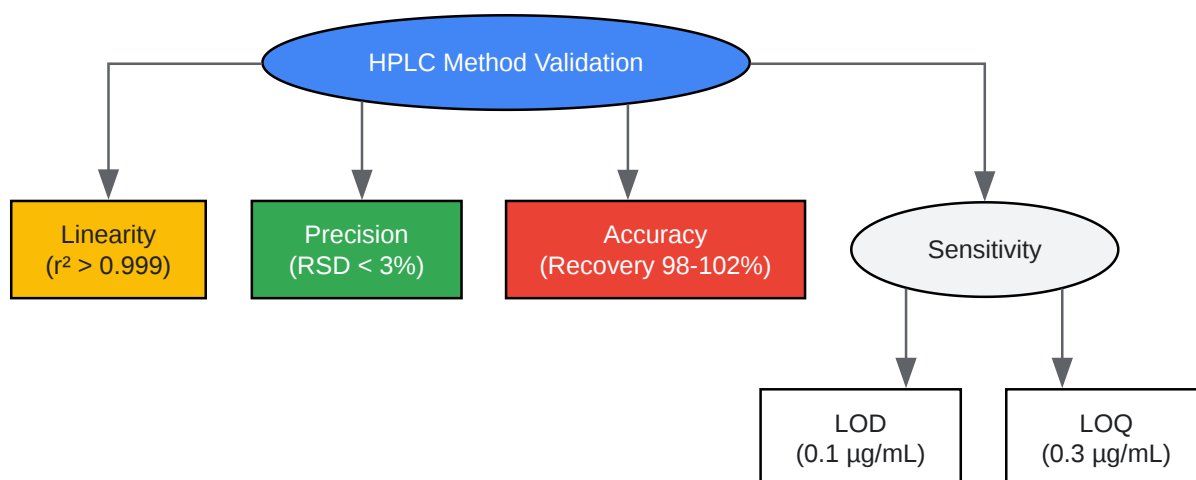 HPLC Method Validation
Linearity
(r² > 0.999)
Precision
(RSD < 3%)
Accuracy
(Recovery 98-102%)
Sensitivity
LOD
(0.1 µg/mL)
LOQ
(0.3 µg/mL)